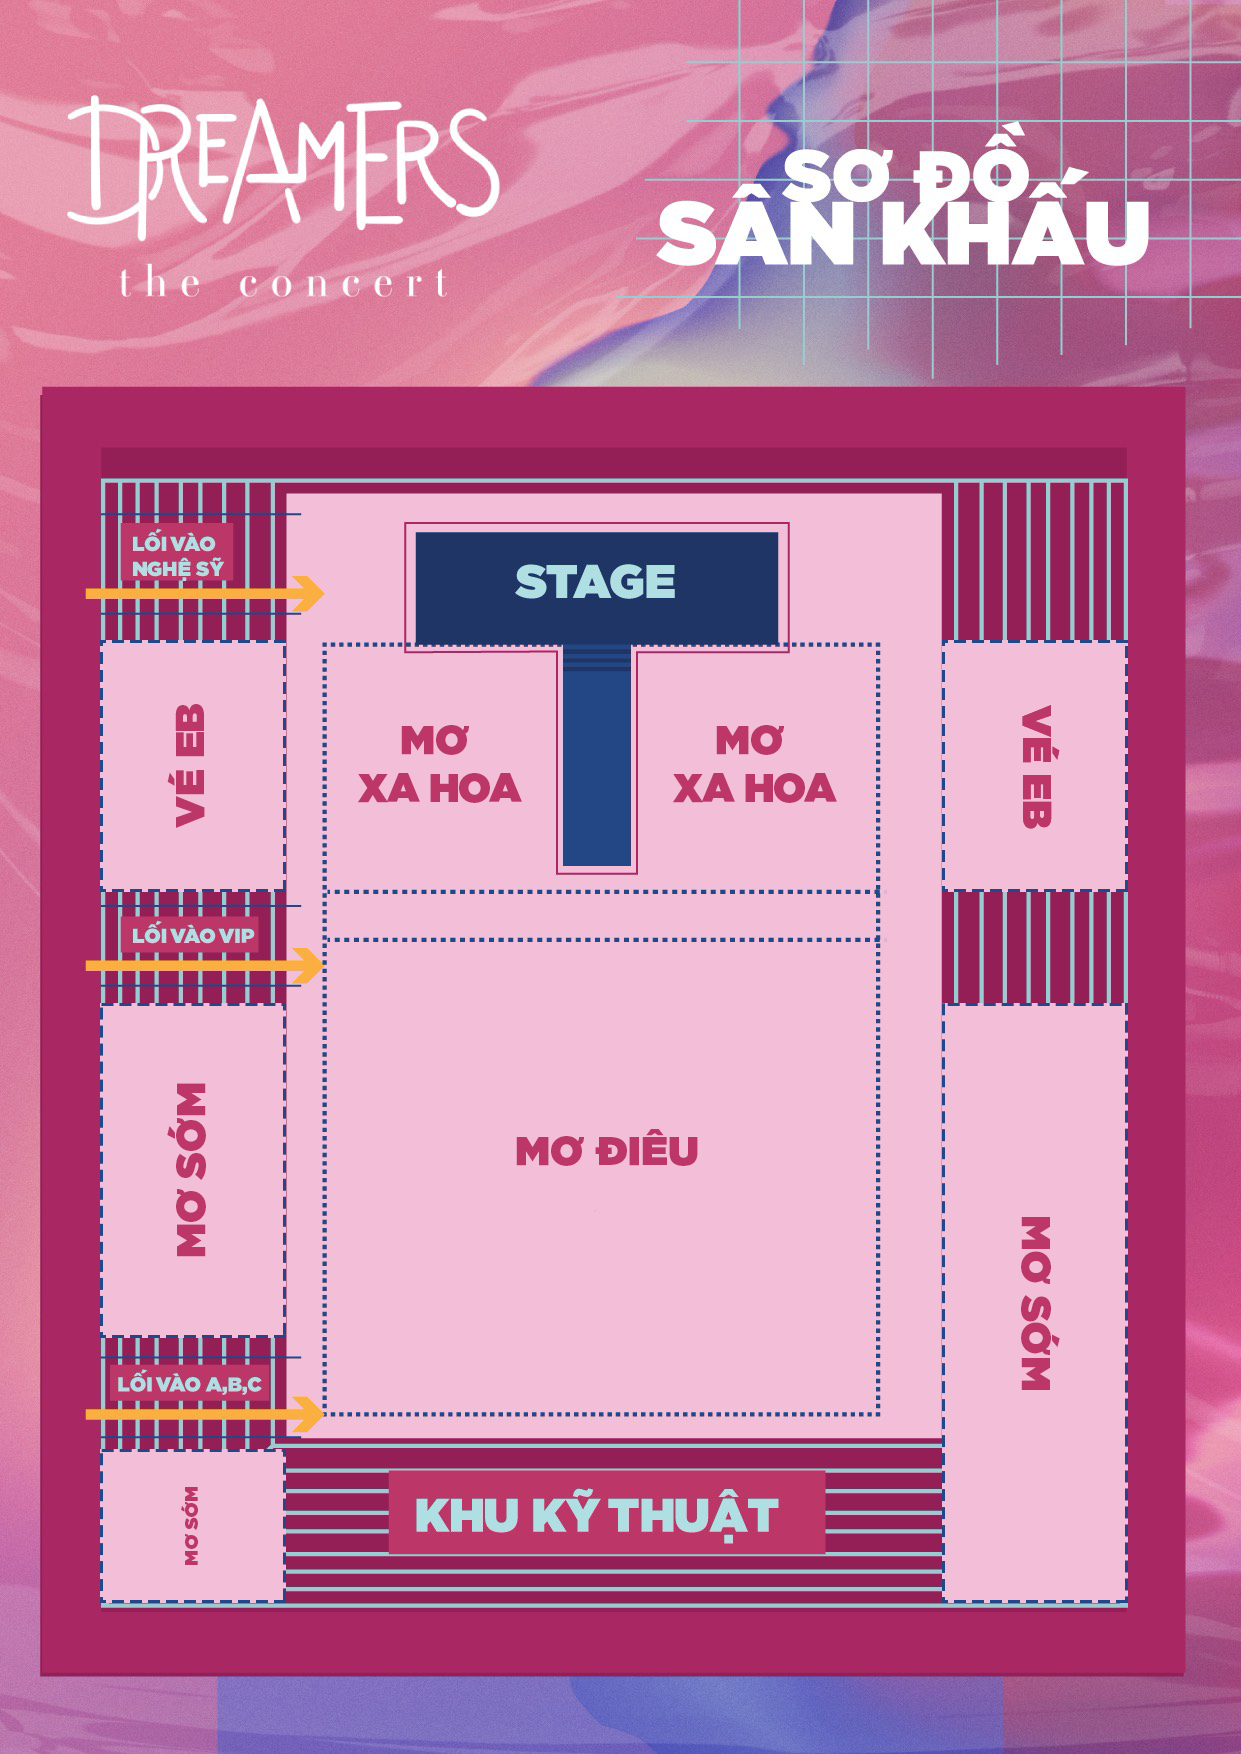 DREAMERS
the concert
SƠ ĐỒ
SÂN KHẤU
LỐI VÀO
NGHỆ SỸ
STAGE
VÉ EB
MƠ
XA HOA
MƠ
XA HOA
VÉ EB
LỐI VÀO VIP
MƠ SỚM
MƠ ĐIÊU
MƠ SỚM
LỐI VÀO A,B,C
MƠ SỚM
KHU KỸ THUẬT